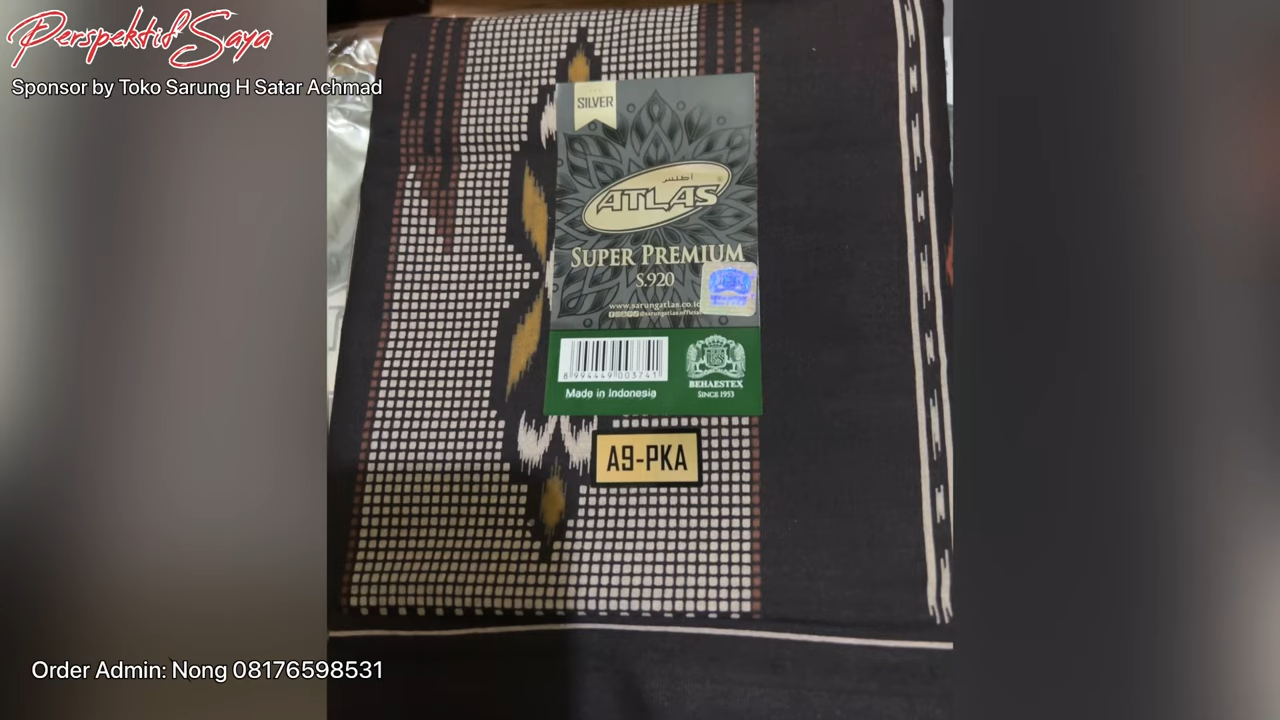 Perspektif Saya
Sponsor by Toko Sarung H Satar Achmad
SILVER
أطلس
ATLAS
®
SUPER PREMIUM
S.920
www.sarungatlas.co.id
8 994449 003741
Made in Indonesia
BEHAESTEX
SINCE 1953
A9-PKA
Order Admin: Nong 08176598531